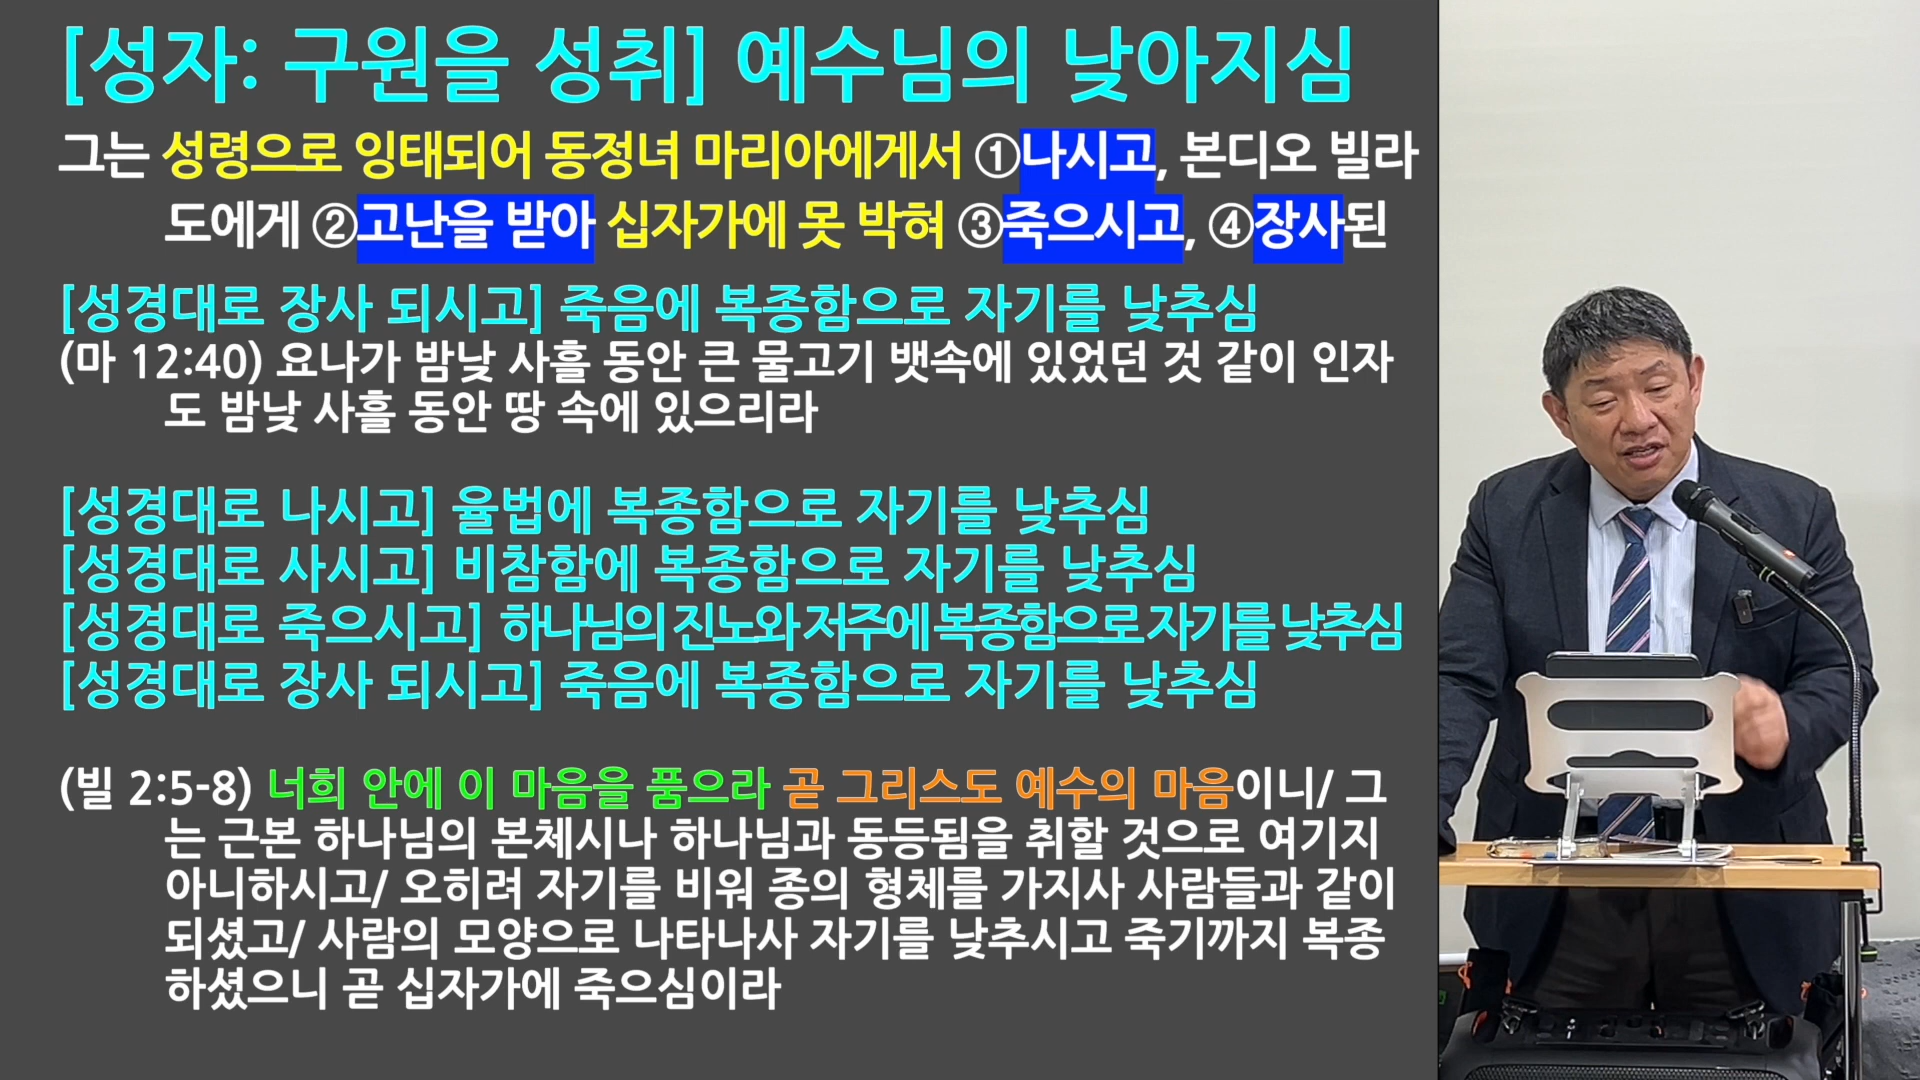 [성자: 구원을 성취] 예수님의 낮아지심
그는 성령으로 잉태되어 동정녀 마리아에게서 ①나시고, 본디오 빌라
도에게 ②고난을 받아 십자가에 못 박혀 ③죽으시고, ④장사된
[성경대로 장사 되시고] 죽음에 복종함으로 자기를 낮추심
(마 12:40) 요나가 밤낮 사흘 동안 큰 물고기 뱃속에 있었던 것 같이 인자
도 밤낮 사흘 동안 땅 속에 있으리라
[성경대로 나시고] 율법에 복종함으로 자기를 낮추심
[성경대로 사시고] 비참함에 복종함으로 자기를 낮추심
[성경대로 죽으시고] 하나님의 진노와 저주에 복종함으로 자기를 낮추심
[성경대로 장사 되시고] 죽음에 복종함으로 자기를 낮추심
(빌 2:5-8) 너희 안에 이 마음을 품으라 곧 그리스도 예수의 마음이니/ 그
는 근본 하나님의 본체시나 하나님과 동등됨을 취할 것으로 여기지
아니하시고/ 오히려 자기를 비워 종의 형체를 가지사 사람들과 같이
되셨고/ 사람의 모양으로 나타나사 자기를 낮추시고 죽기까지 복종
하셨으니 곧 십자가에 죽으심이라